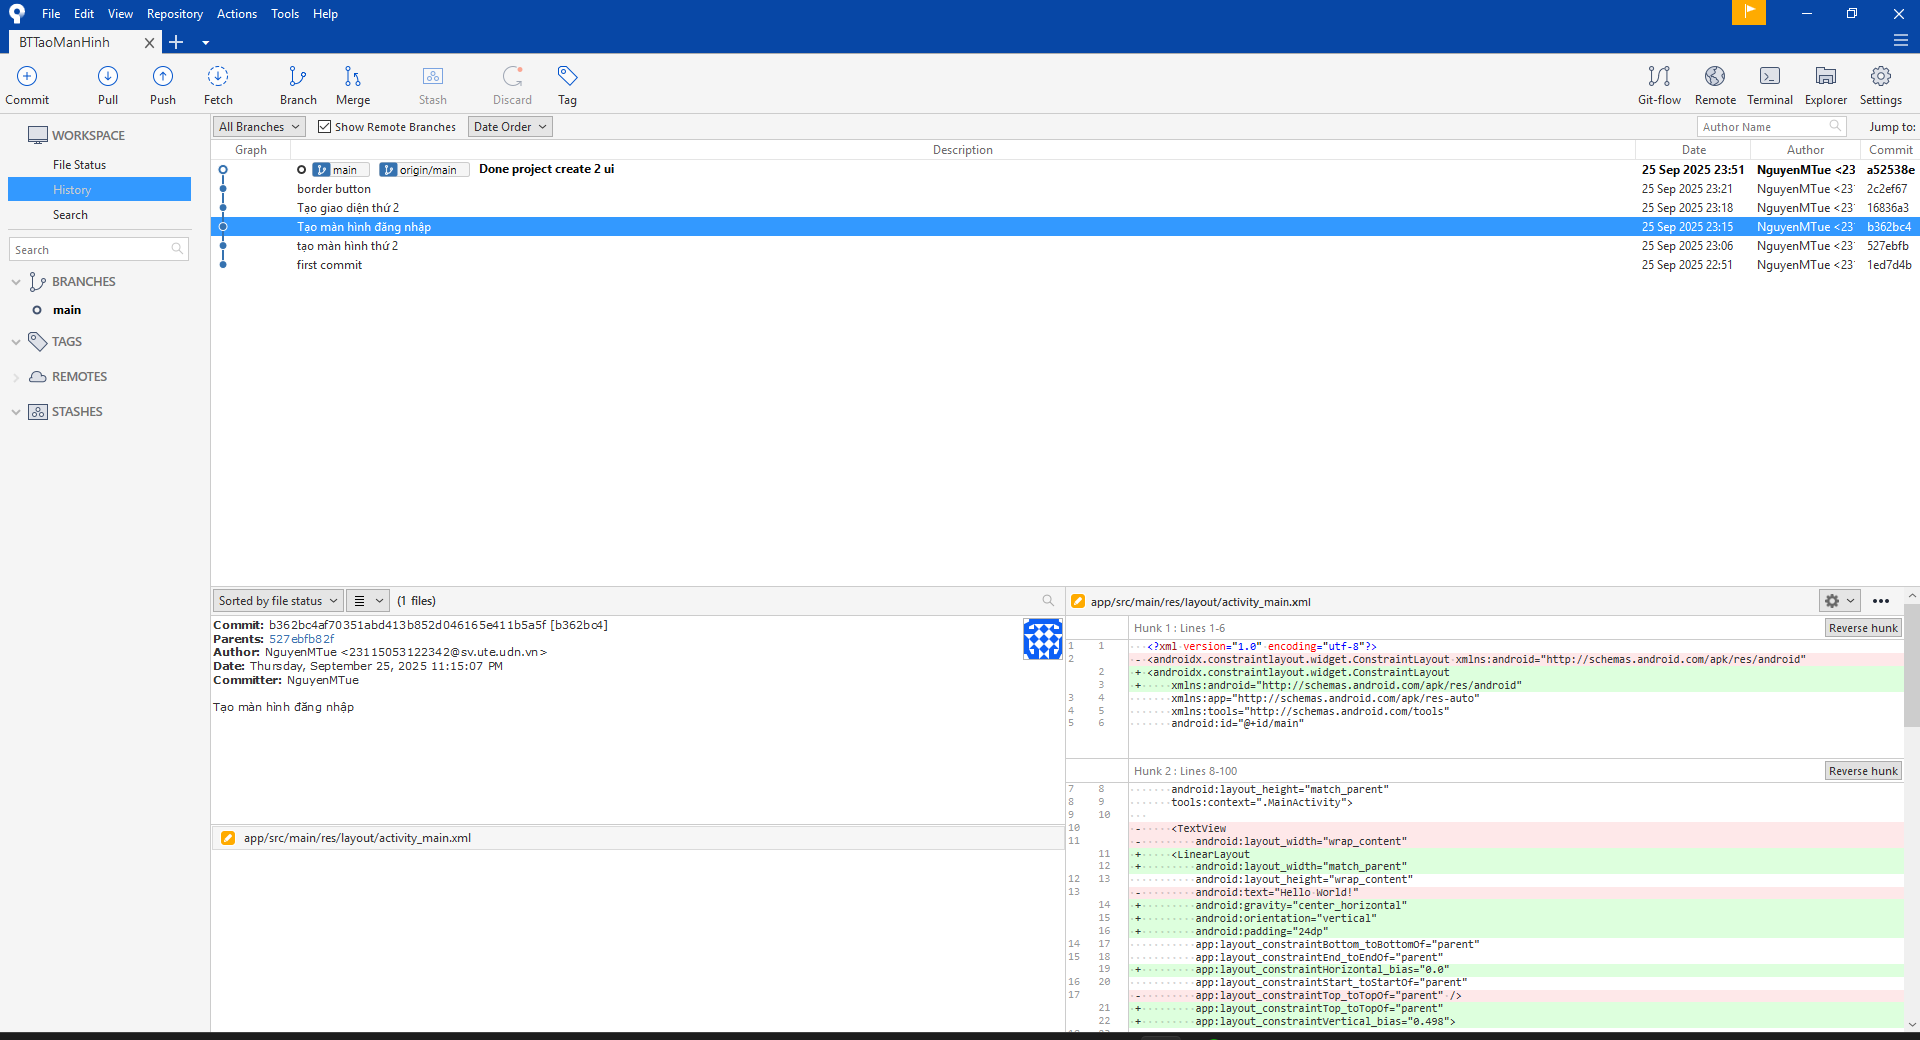 File Edit View Repository Actions Tools Help
BTTaoManHinh
Commit Pull Push Fetch Branch Merge Stash Discard Tag Git-flow Remote Terminal Explorer Settings
WORKSPACE
File Status
History
Search
Search
BRANCHES
main
TAGS
REMOTES
STASHES
All Branches Show Remote Branches Date Order Author Name Jump to:
Graph Description Date Author Commit
main origin/main Done project create 2 ui 25 Sep 2025 23:51 NguyenMTue <23 a52538e
border button 25 Sep 2025 23:21 NguyenMTue <23 2c2ef67
Tạo giao diện thứ 2 25 Sep 2025 23:18 NguyenMTue <23 16836a3
Tạo màn hình đăng nhập 25 Sep 2025 23:15 NguyenMTue <23 b362bc4
tạo màn hình thứ 2 25 Sep 2025 23:06 NguyenMTue <23 527ebfb
first commit 25 Sep 2025 22:51 NguyenMTue <23 1ed7d4b
Sorted by file status (1 files)
Commit: b362bc4af70351abd413b852d046165e411b5a5f [b362bc4]
Parents: 527ebfb82f
Author: NguyenMTue <23115053122342@sv.ute.udn.vn>
Date: Thursday, September 25, 2025 11:15:07 PM
Committer: NguyenMTue
Tạo màn hình đăng nhập
app/src/main/res/layout/activity_main.xml
app/src/main/res/layout/activity_main.xml
Hunk 1 : Lines 1-6 Reverse hunk
1 1 <?xml version="1.0" encoding="utf-8"?>
2 - <androidx.constraintlayout.widget.ConstraintLayout xmlns:android="http://schemas.android.com/apk/res/android"
2 + <androidx.constraintlayout.widget.ConstraintLayout
3 + xmlns:android="http://schemas.android.com/apk/res/android"
3 4 xmlns:app="http://schemas.android.com/apk/res-auto"
4 5 xmlns:tools="http://schemas.android.com/tools"
5 6 android:id="@+id/main"
Hunk 2 : Lines 8-100 Reverse hunk
7 8 android:layout_height="match_parent"
8 9 tools:context=".MainActivity">
9 10
10 - <TextView
11 - android:layout_width="wrap_content"
11 + <LinearLayout
12 + android:layout_width="match_parent"
12 13 android:layout_height="wrap_content"
13 - android:text="Hello World!"
14 + android:gravity="center_horizontal"
15 + android:orientation="vertical"
16 + android:padding="24dp"
14 17 app:layout_constraintBottom_toBottomOf="parent"
15 18 app:layout_constraintEnd_toEndOf="parent"
19 + app:layout_constraintHorizontal_bias="0.0"
16 20 app:layout_constraintStart_toStartOf="parent"
17 - app:layout_constraintTop_toTopOf="parent" />
21 + app:layout_constraintTop_toTopOf="parent"
22 + app:layout_constraintVertical_bias="0.498">